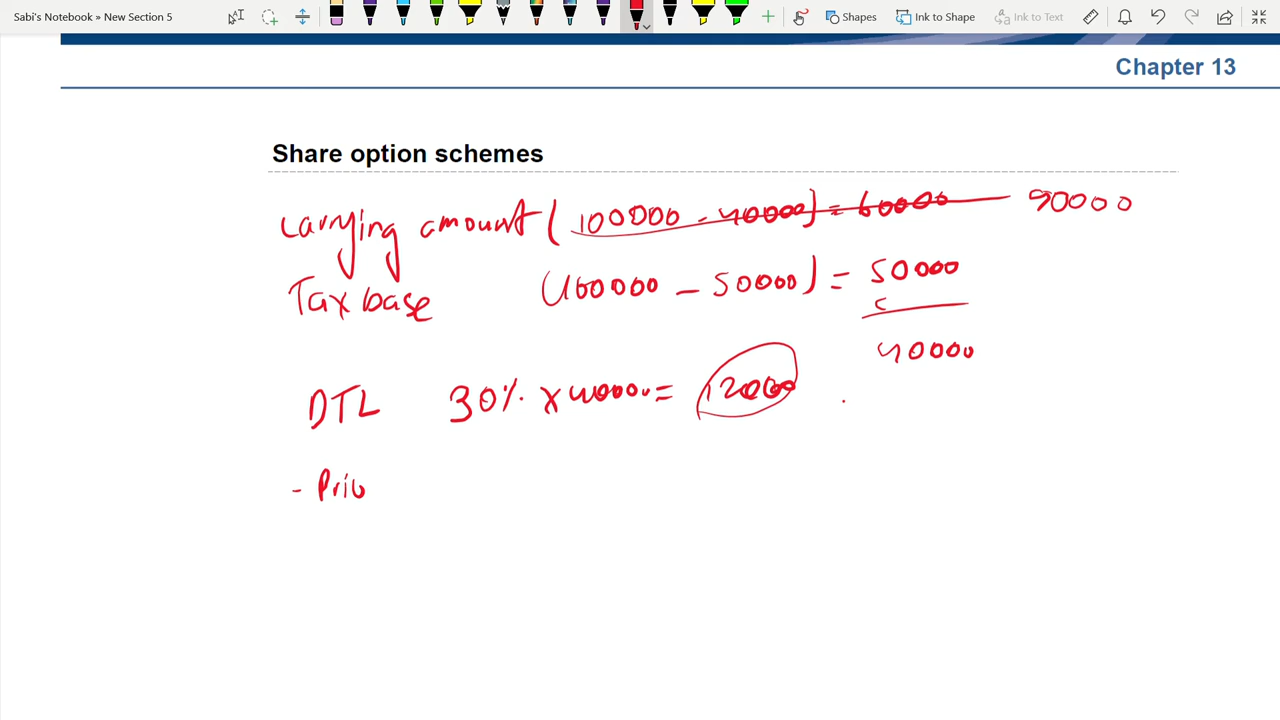 Sabi's Notebook » New Section 5
Shapes
Ink to Shape
Ink to Text
Chapter 13
Share option schemes
Carrying amount (100000 - 40000) = 60000 90000
Tax base (100000 - 50000) = 50000
40000
DTL 30% x 40000 = 12000
- Prio